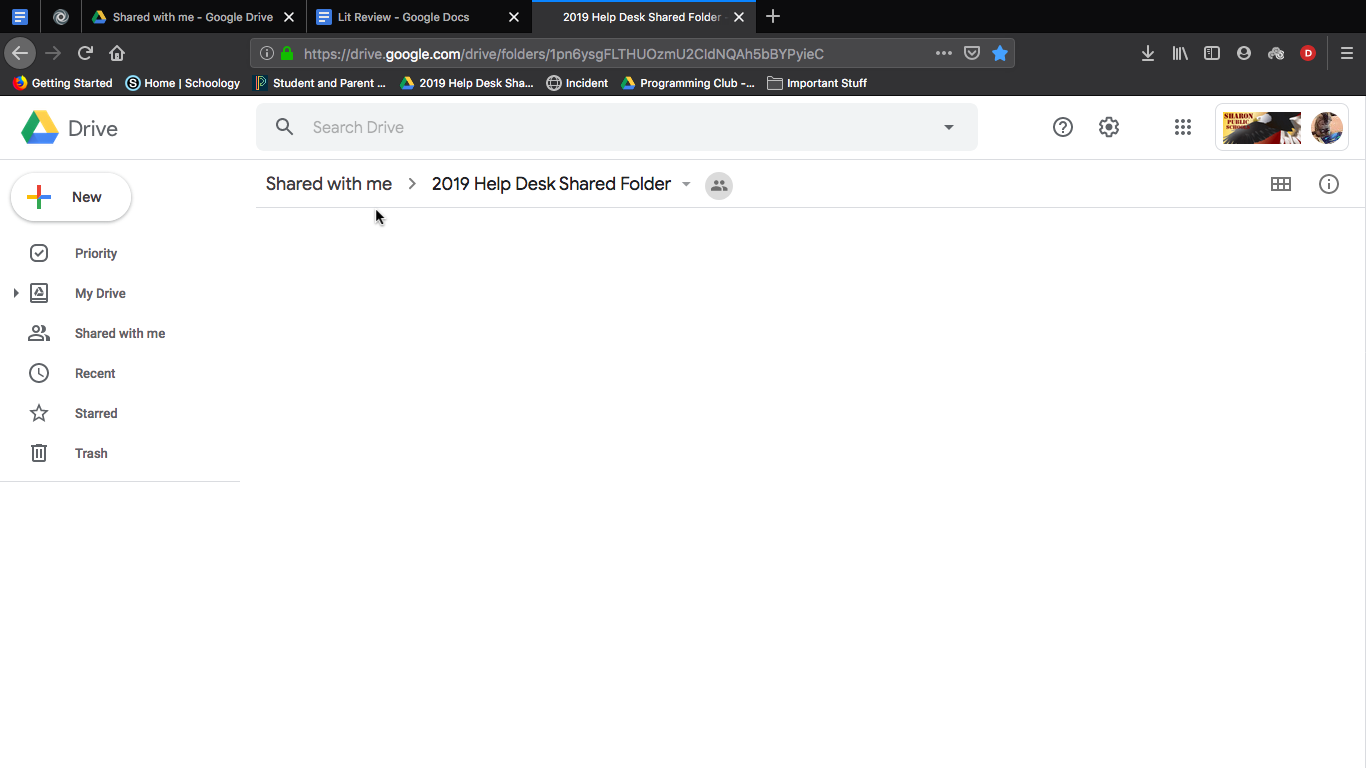 Shared with me - Google Drive
Lit Review - Google Docs
2019 Help Desk Shared Folder -
https://drive.google.com/drive/folders/1pn6ysgFLTHUOzmU2CldNQAh5bBYPyieC
D
Getting Started
S Home | Schoology
Student and Parent ...
2019 Help Desk Sha...
Incident
Programming Club -...
Important Stuff
Drive
Search Drive
SHARON
PUBLIC
SCHOOLS
Shared with me > 2019 Help Desk Shared Folder
New
Priority
My Drive
Shared with me
Recent
Starred
Trash